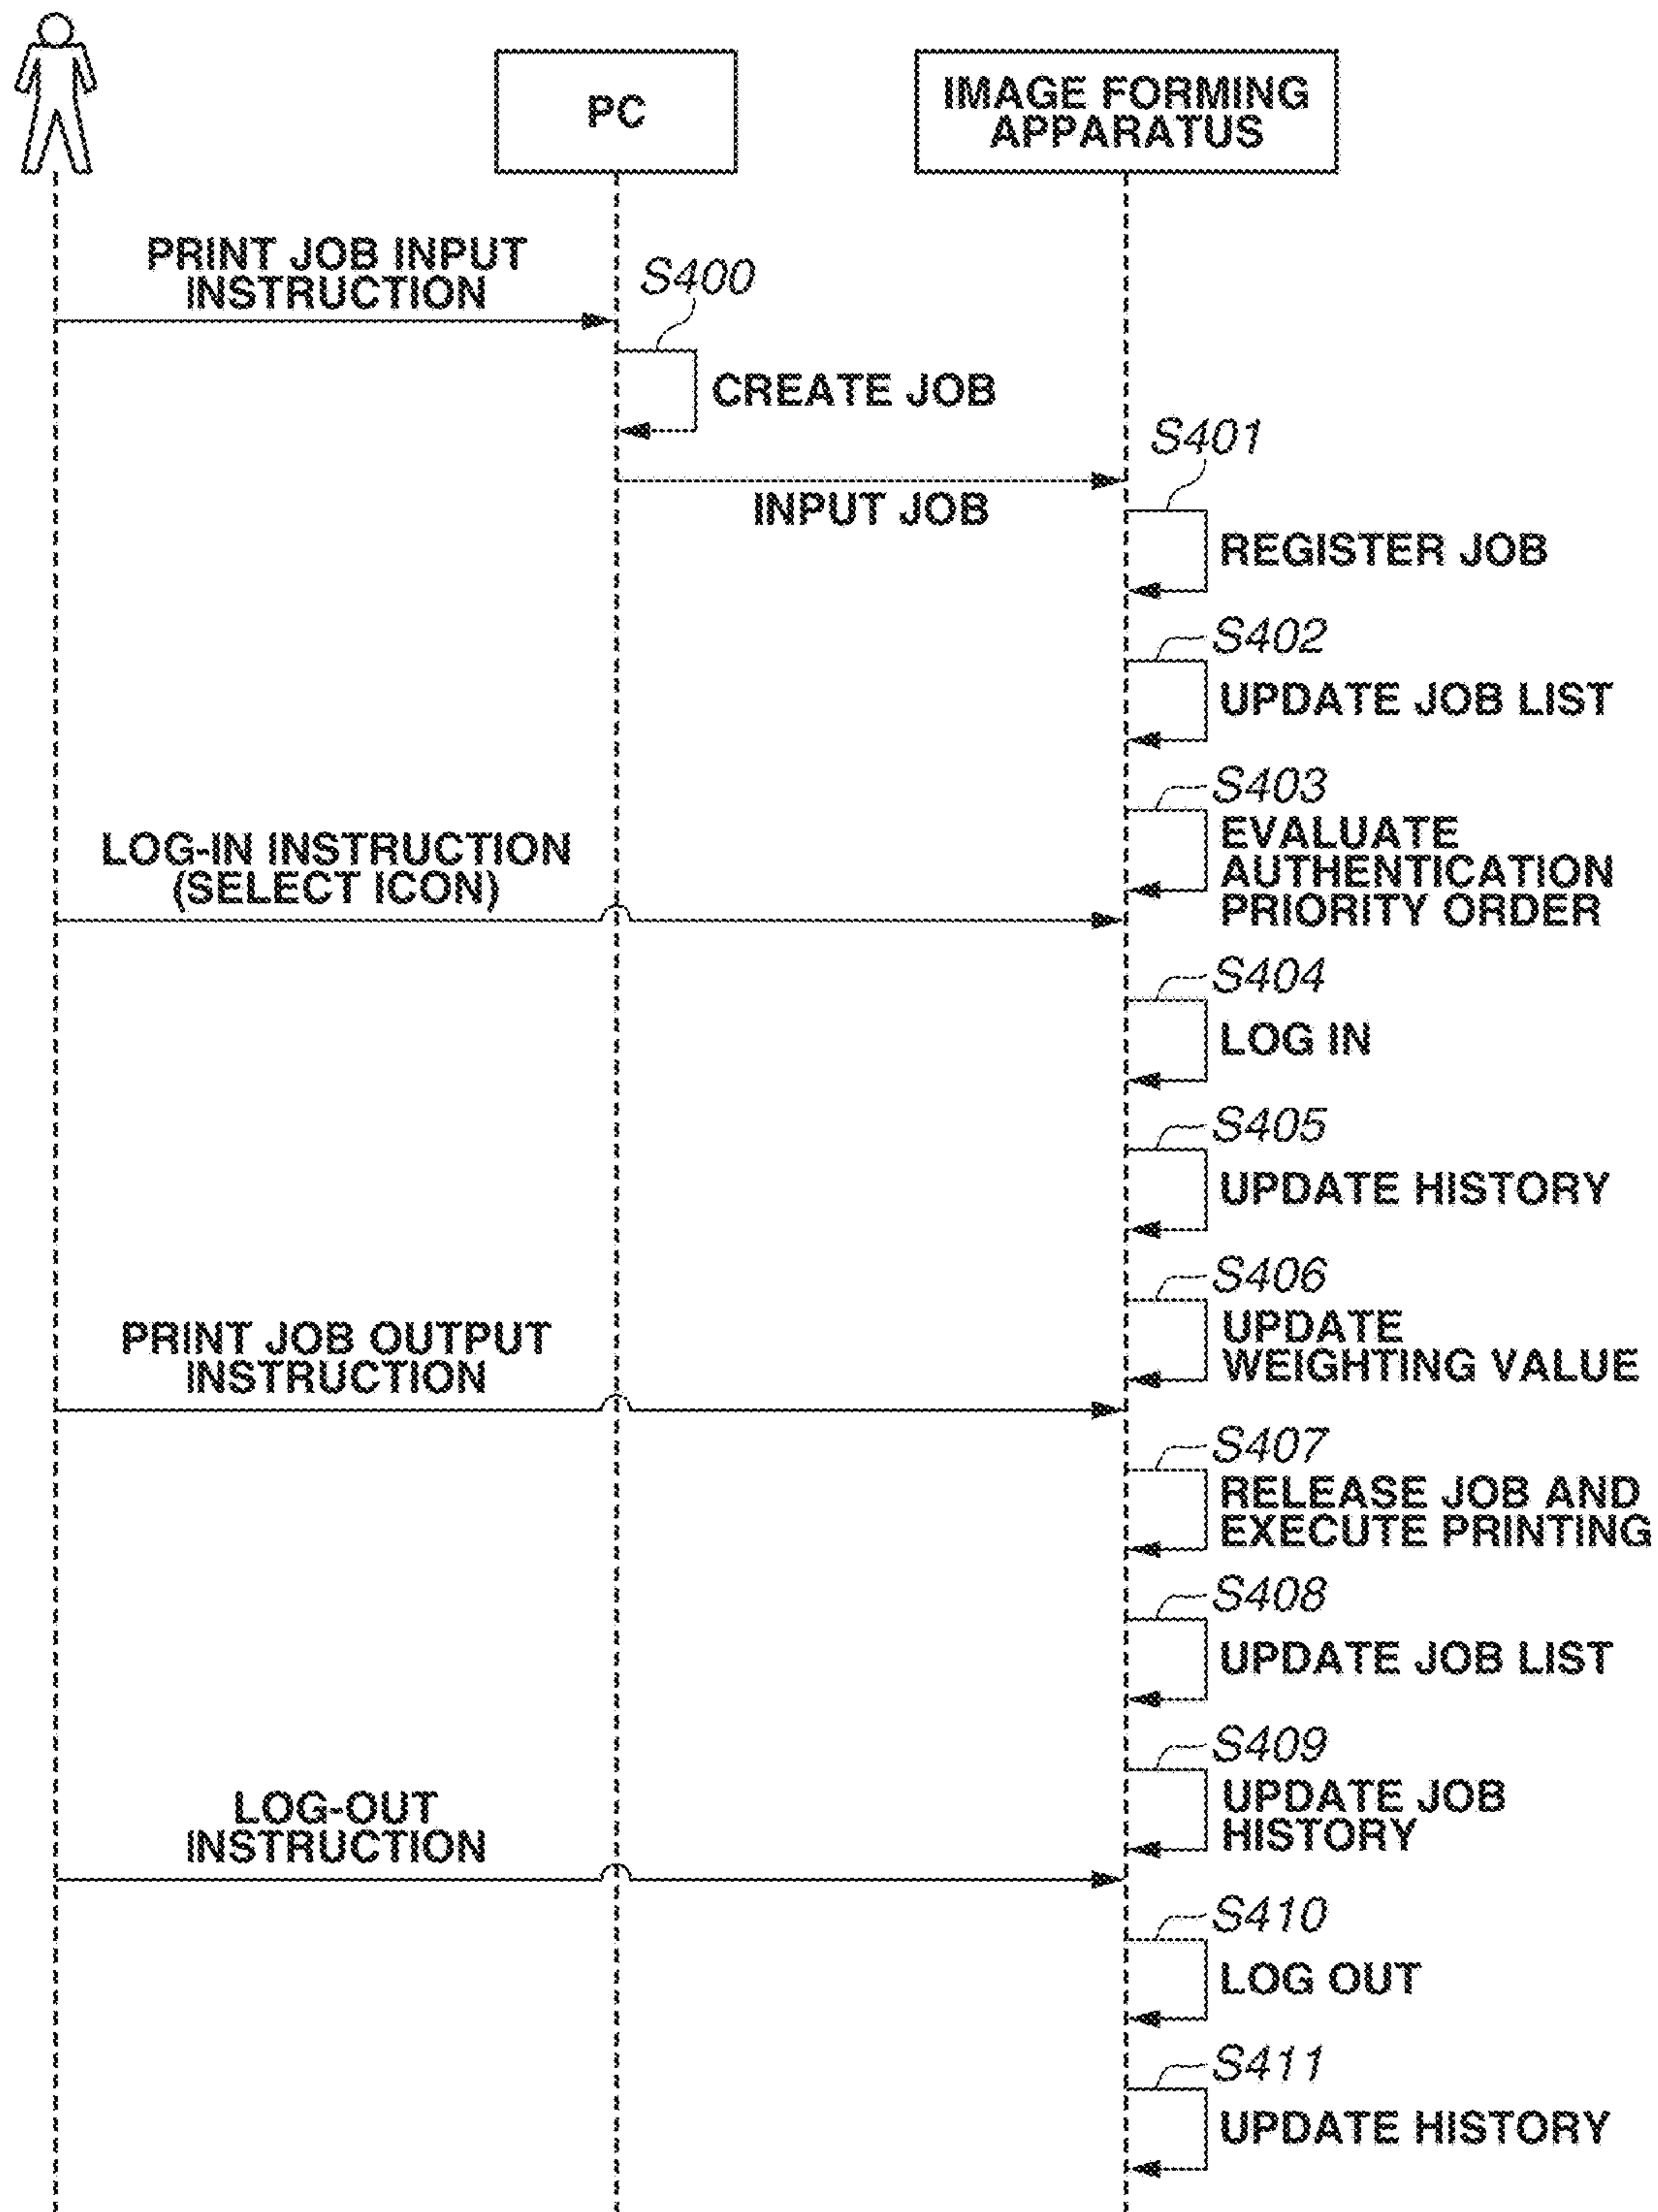 PC
IMAGE FORMING
APPARATUS
PRINT JOB INPUT
INSTRUCTION
S400
CREATE JOB
INPUT JOB
S401
REGISTER JOB
S402
UPDATE JOB LIST
S403
EVALUATE
AUTHENTICATION
PRIORITY ORDER
LOG-IN INSTRUCTION
(SELECT ICON)
S404
LOG IN
S405
UPDATE HISTORY
S406
UPDATE
WEIGHTING VALUE
PRINT JOB OUTPUT
INSTRUCTION
S407
RELEASE JOB AND
EXECUTE PRINTING
S408
UPDATE JOB LIST
S409
UPDATE JOB
HISTORY
LOG-OUT
INSTRUCTION
S410
LOG OUT
S411
UPDATE HISTORY